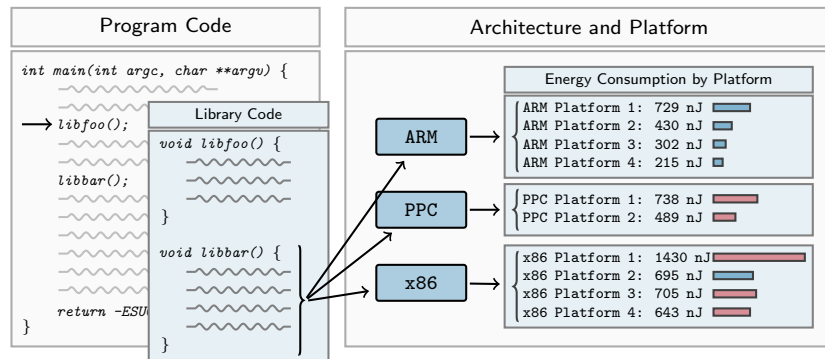 Program Code
int main(int argc, char **argv) {
libfoo();
libbar();
return -ESU
}
Library Code
void libfoo() {
}
void libbar() {
}
Architecture and Platform
ARM
PPC
x86
Energy Consumption by Platform
ARM Platform 1: 729 nJ
ARM Platform 2: 430 nJ
ARM Platform 3: 302 nJ
ARM Platform 4: 215 nJ
PPC Platform 1: 738 nJ
PPC Platform 2: 489 nJ
x86 Platform 1: 1430 nJ
x86 Platform 2: 695 nJ
x86 Platform 3: 705 nJ
x86 Platform 4: 643 nJ